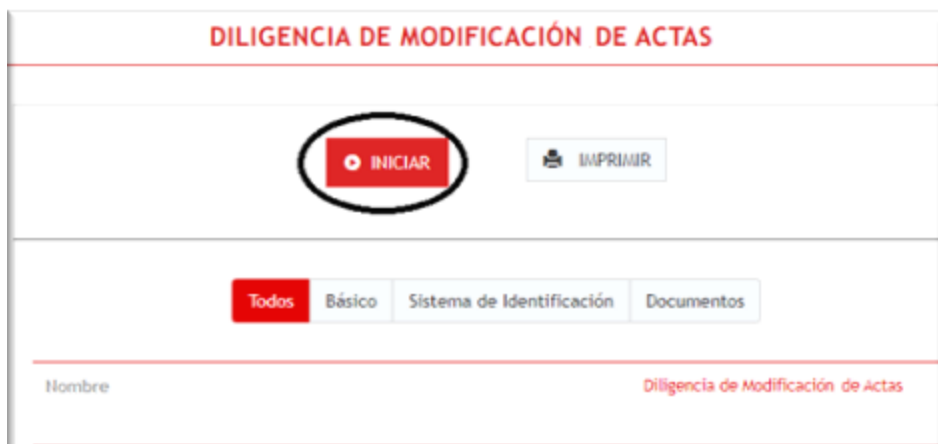 DILIGENCIA DE MODIFICACIÓN DE ACTAS
INICIAR IMPRIMIR
Todos Básico Sistema de Identificación Documentos
Nombre Diligencia de Modificación de Actas